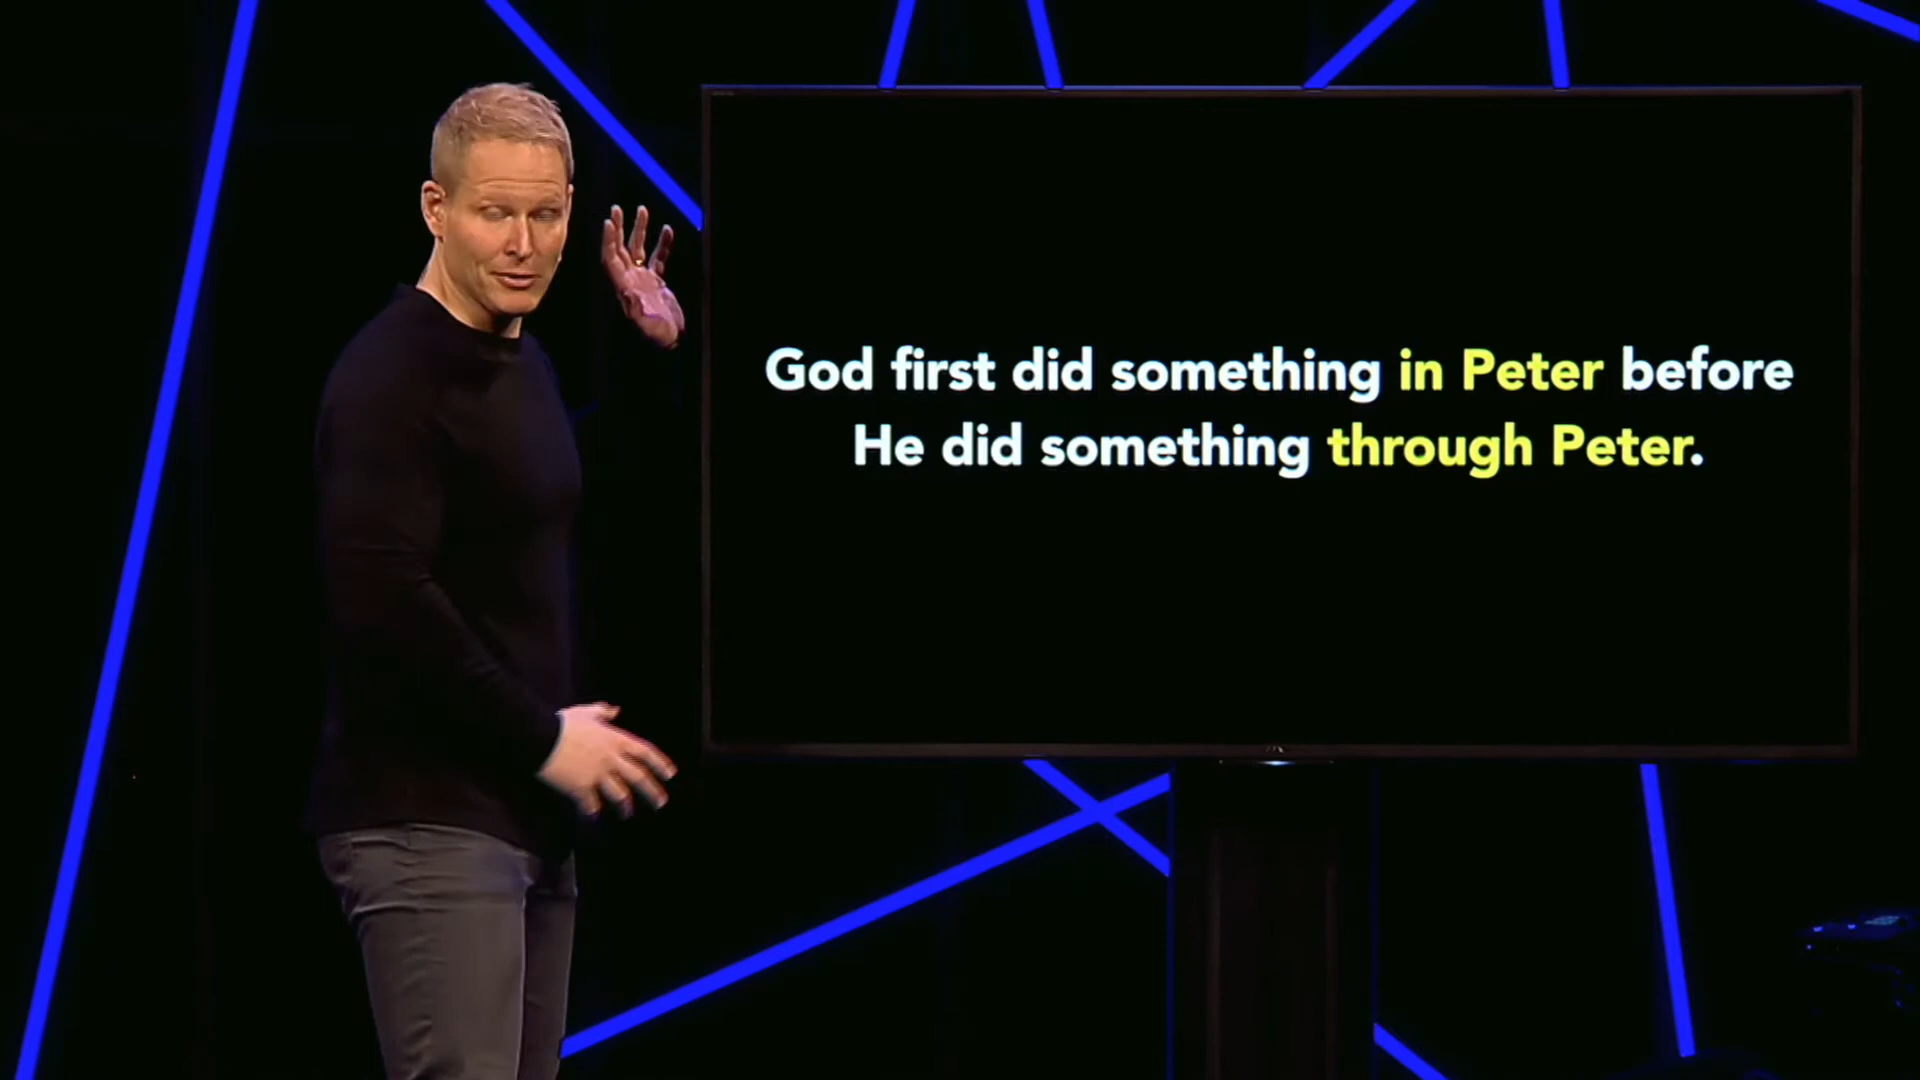 God first did something in Peter before
He did something through Peter.